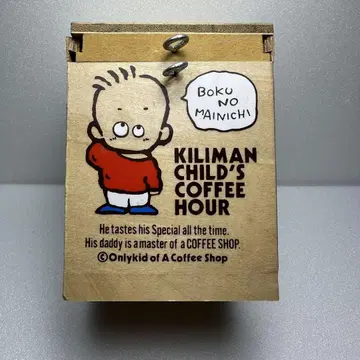 BOKU
NO
MAINICHI
KILIMAN
CHILD'S
COFFEE
HOUR
He tastes his Special all the time.
His daddy is a master of a COFFEE SHOP.
©Onlykid of A Coffee Shop